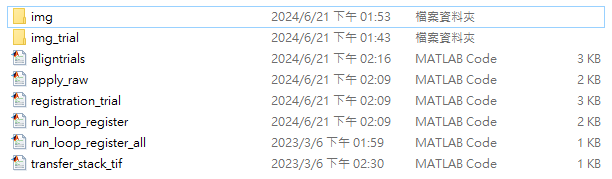 img 2024/6/21 下午 01:53 檔案資料夾
img_trial 2024/6/21 下午 01:43 檔案資料夾
aligntrials 2024/6/21 下午 02:16 MATLAB Code 3 KB
apply_raw 2024/6/21 下午 02:09 MATLAB Code 2 KB
registration_trial 2024/6/21 下午 02:09 MATLAB Code 3 KB
run_loop_register 2024/6/21 下午 02:09 MATLAB Code 2 KB
run_loop_register_all 2023/3/6 下午 01:59 MATLAB Code 1 KB
transfer_stack_tif 2023/3/6 下午 02:30 MATLAB Code 1 KB